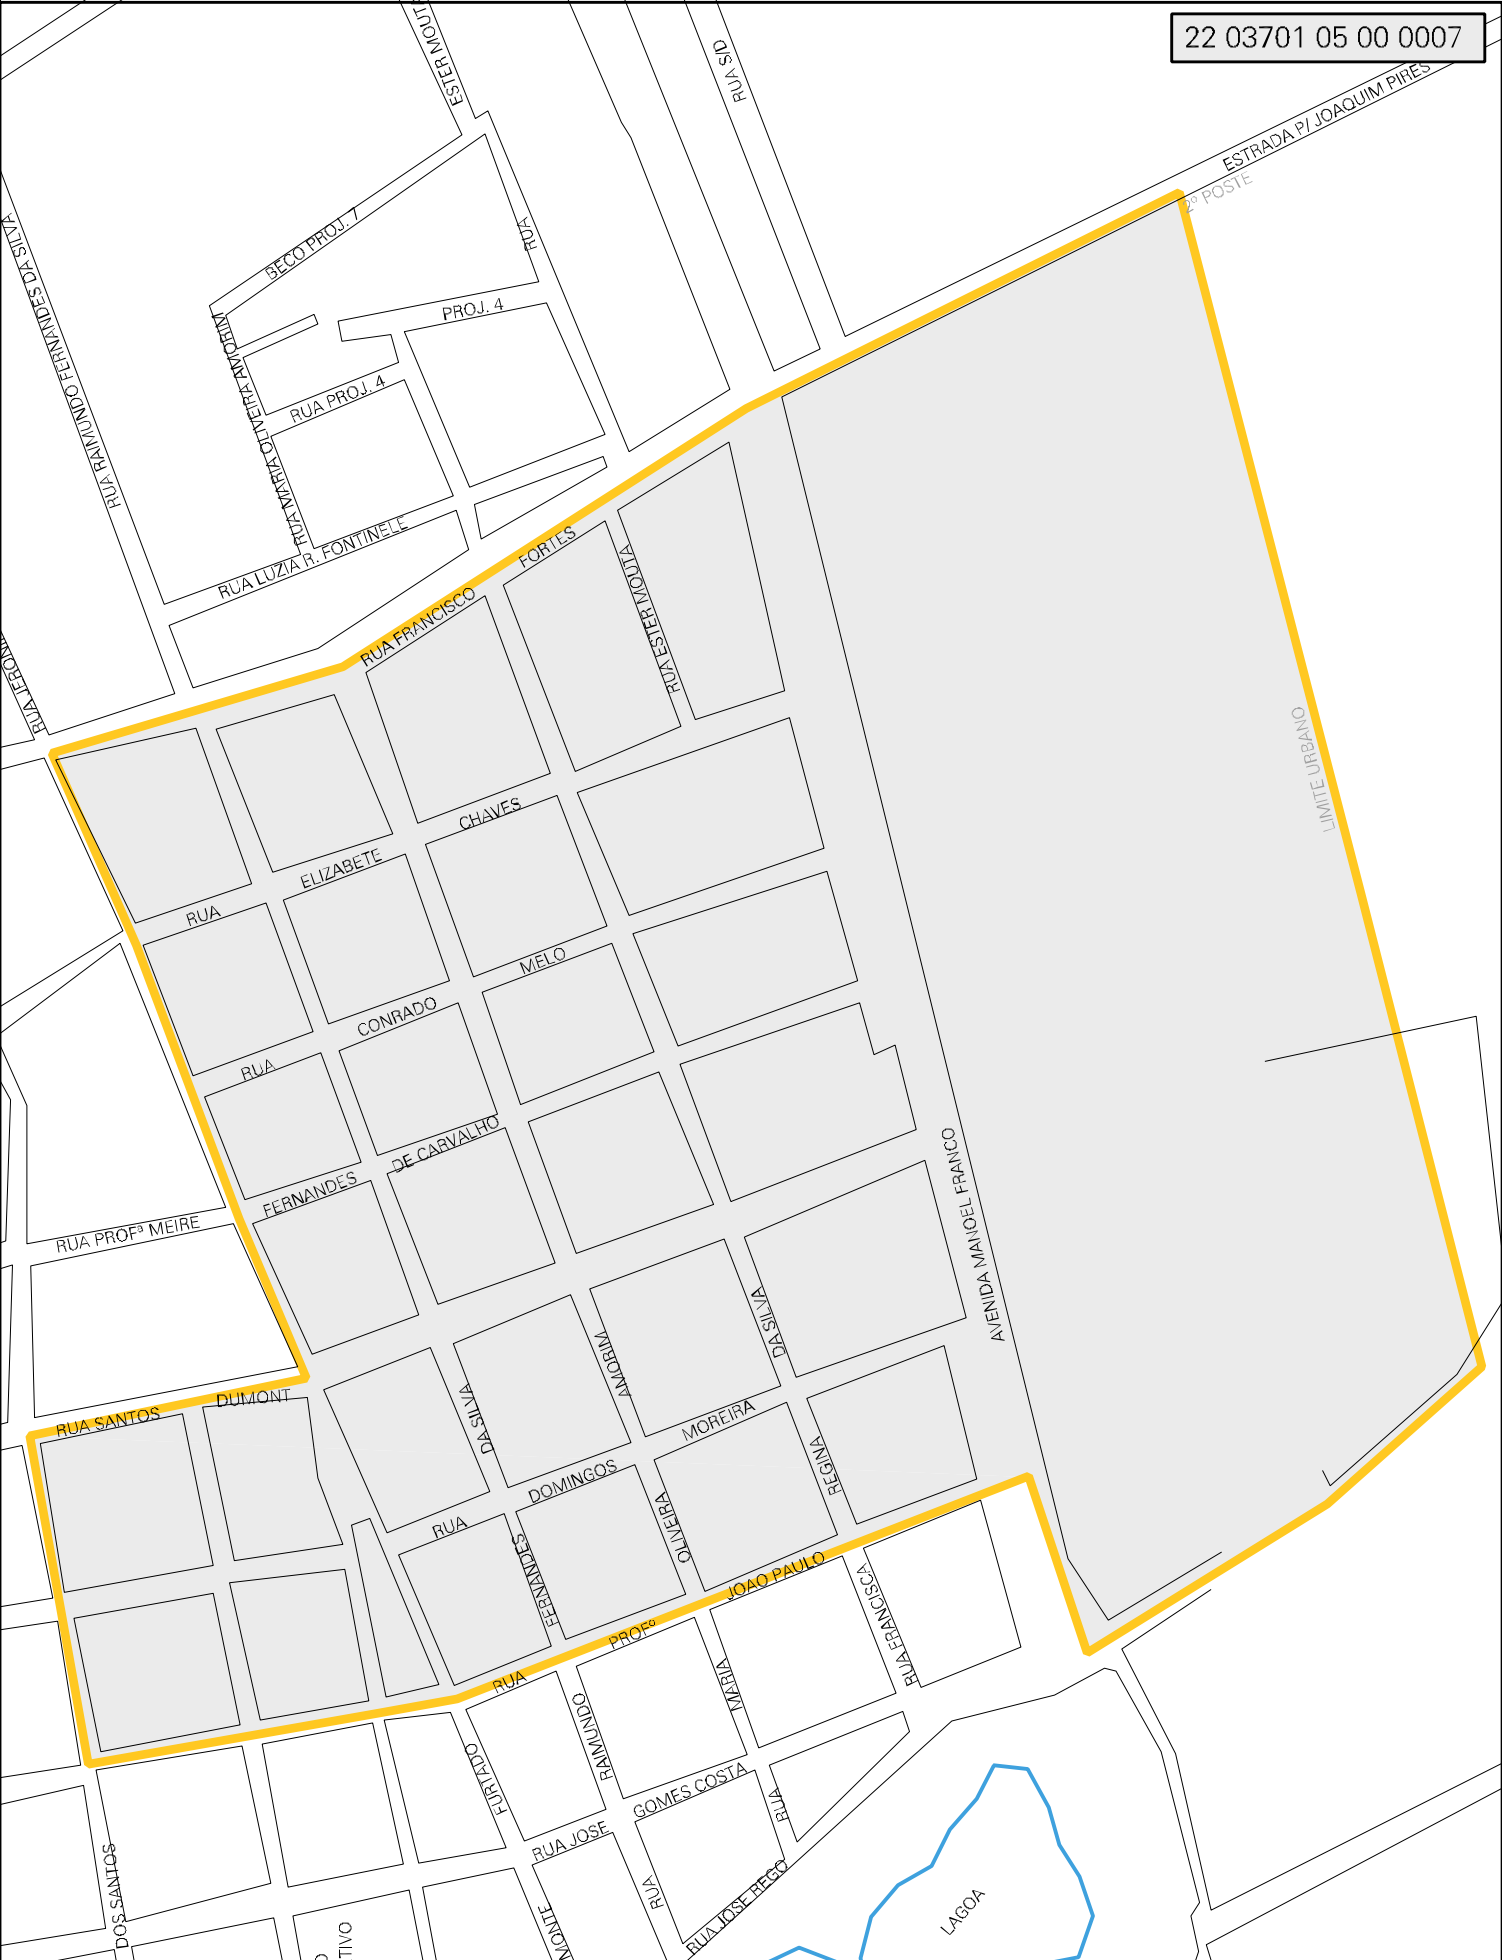 22 03701 05 00 0007
RUA S/D
ESTRADA P/ JOAQUIM PIRES
2º POSTE
RUA RAIMUNDO FERNANDES DA SILVA
BECO PROJ. 7
RUA
PROJ. 4
RUA MARIA OLIVEIRA AMORIM
RUA PROJ. 4
RUA LUZIA R. FONTINELE
RUA FRANCISCO
FORTES
RUA ESTER MOUTA
LIMITE URBANO
RUA
ELIZABETE
CHAVES
RUA
CONRADO
MELO
FERNANDES
DE CARVALHO
RUA PROFª MEIRE
AVENIDA MANOEL FRANCO
RUA SANTOS
DUMONT
DA SILVA
AMORIM
DA SILVA
RUA
DOMINGOS
MOREIRA
FERNANDES
OLIVEIRA
REGINA
RUA
PROFº
JOAO PAULO
RUA FRANCISCA
MARIA
RAIMUNDO
FURTADO
RUA JOSE
GOMES COSTA
RUA
RUA
RUA JOSE REGO
DOS SANTOS
MONTE
LAGOA